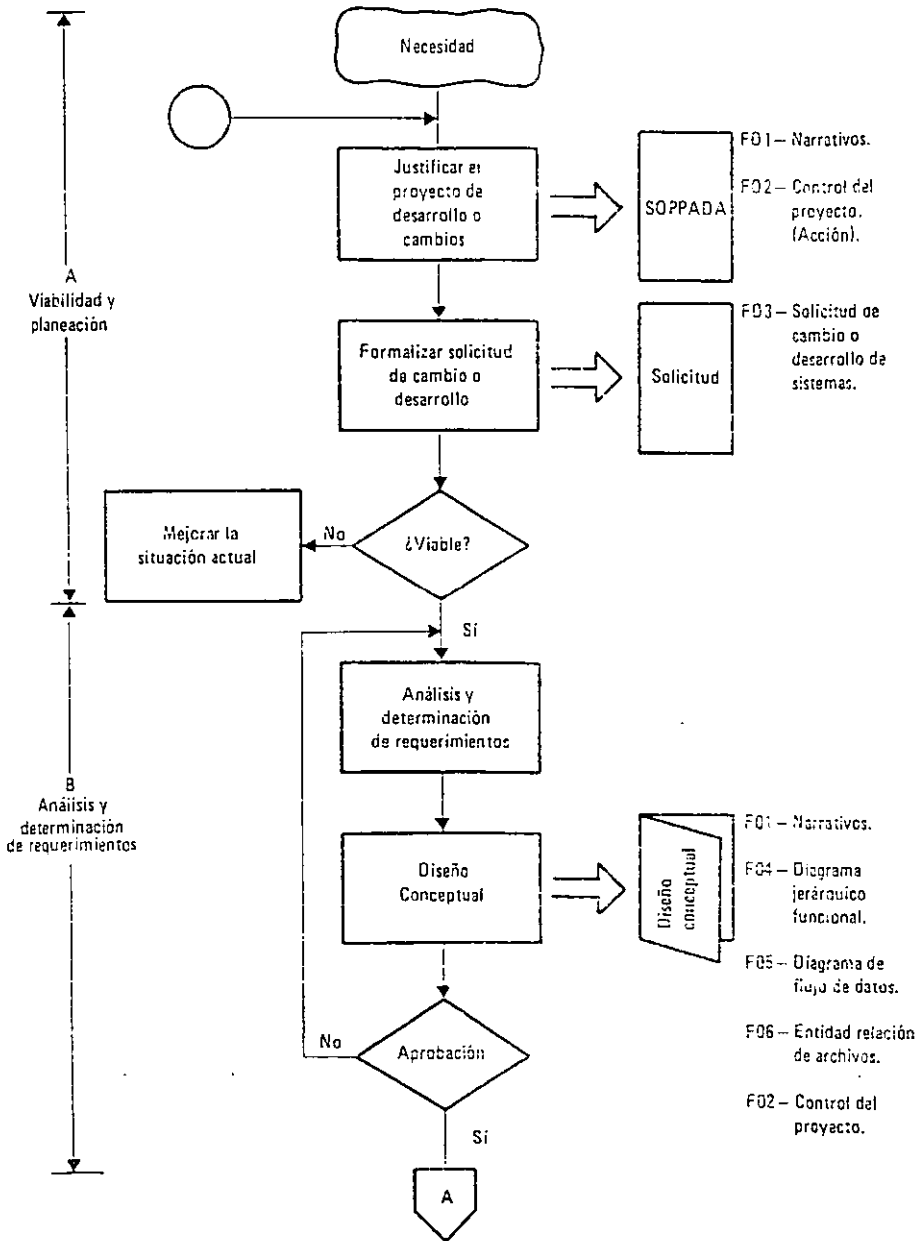 Necesidad
Justificar el
proyecto de
desarrollo o
cambios
SOPPADA
F01 – Narrativos.
F02 – Control del
proyecto.
(Acción).
A
Viabilidad y
planeación
Formalizar solicitud
de cambio o
desarrollo
Solicitud
F03 – Solicitud de
cambio o
desarrollo de
sistemas.
Mejorar la
situación actual
No
¿Viable?
Sí
Análisis y
determinación
de requerimientos
B
Análisis y
determinación
de requerimientos
Diseño
Conceptual
Diseño
conceptual
F01 – Narrativos.
F04 – Diagrama
jerárquico
funcional.
F05 – Diagrama de
flujo de datos.
F06 – Entidad relación
de archivos.
F02 – Control del
proyecto.
No
Aprobación
Sí
A